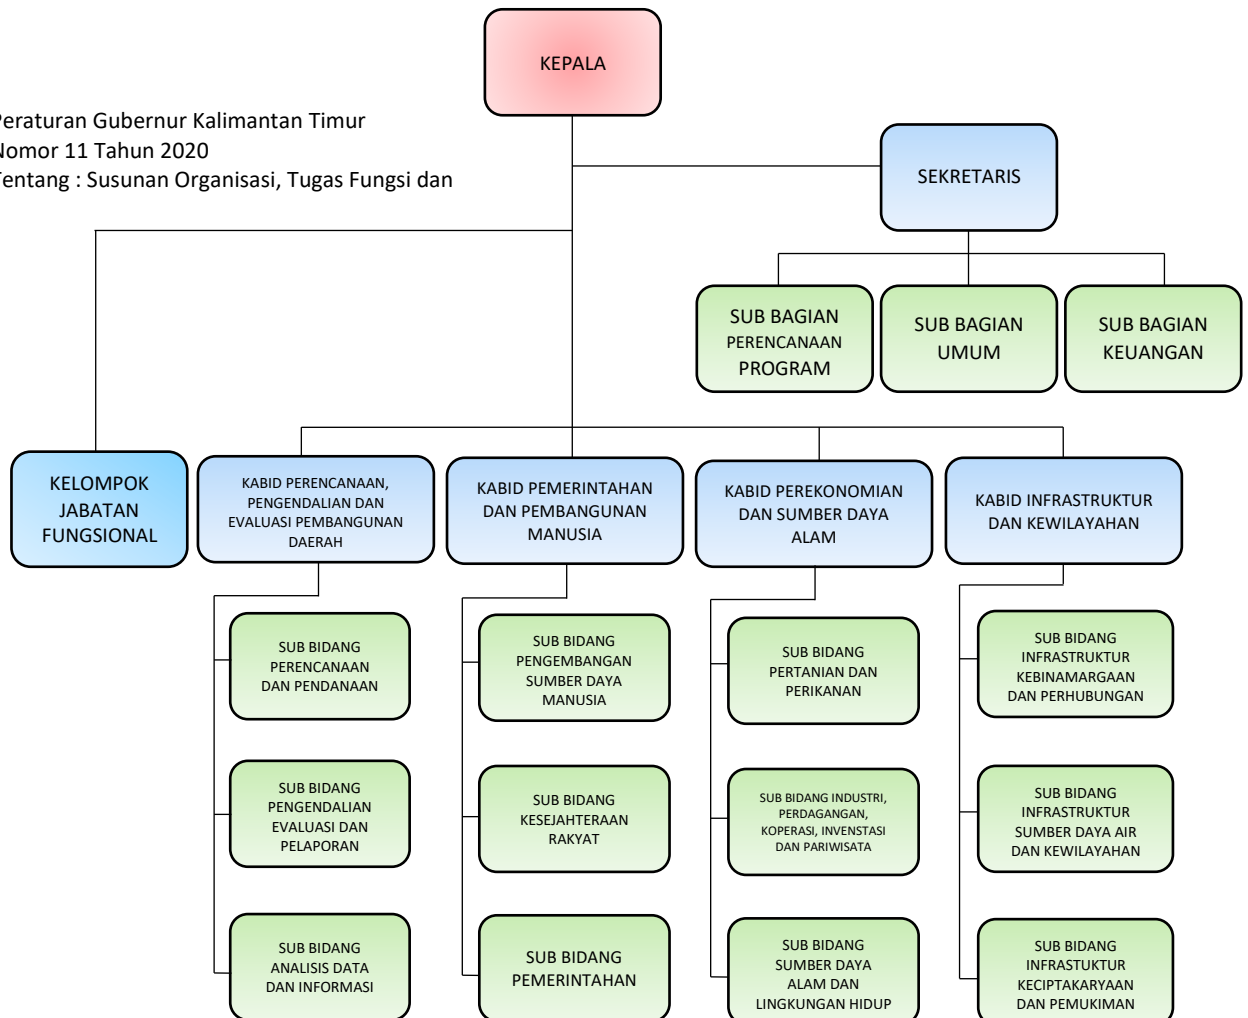 KEPALA
Peraturan Gubernur Kalimantan Timur
Nomor 11 Tahun 2020
Tentang : Susunan Organisasi, Tugas Fungsi dan
SEKRETARIS
SUB BAGIAN
PERENCANAAN
PROGRAM
SUB BAGIAN
UMUM
SUB BAGIAN
KEUANGAN
KELOMPOK
JABATAN
FUNGSIONAL
KABID PERENCANAAN,
PENGENDALIAN DAN
EVALUASI PEMBANGUNAN
DAERAH
KABID PEMERINTAHAN
DAN PEMBANGUNAN
MANUSIA
KABID PEREKONOMIAN
DAN SUMBER DAYA
ALAM
KABID INFRASTRUKTUR
DAN KEWILAYAHAN
SUB BIDANG
PERENCANAAN
DAN PENDANAAN
SUB BIDANG
PENGEMBANGAN
SUMBER DAYA
MANUSIA
SUB BIDANG
PERTANIAN DAN
PERIKANAN
SUB BIDANG
INFRASTRUKTUR
KEBINAMARGAAN
DAN PERHUBUNGAN
SUB BIDANG
PENGENDALIAN
EVALUASI DAN
PELAPORAN
SUB BIDANG
KESEJAHTERAAN
RAKYAT
SUB BIDANG INDUSTRI,
PERDAGANGAN,
KOPERASI, INVENSTASI
DAN PARIWISATA
SUB BIDANG
INFRASTRUKTUR
SUMBER DAYA AIR
DAN KEWILAYAHAN
SUB BIDANG
ANALISIS DATA
DAN INFORMASI
SUB BIDANG
PEMERINTAHAN
SUB BIDANG
SUMBER DAYA
ALAM DAN
LINGKUNGAN HIDUP
SUB BIDANG
INFRASTUKTUR
KECIPTAKARYAAN
DAN PEMUKIMAN